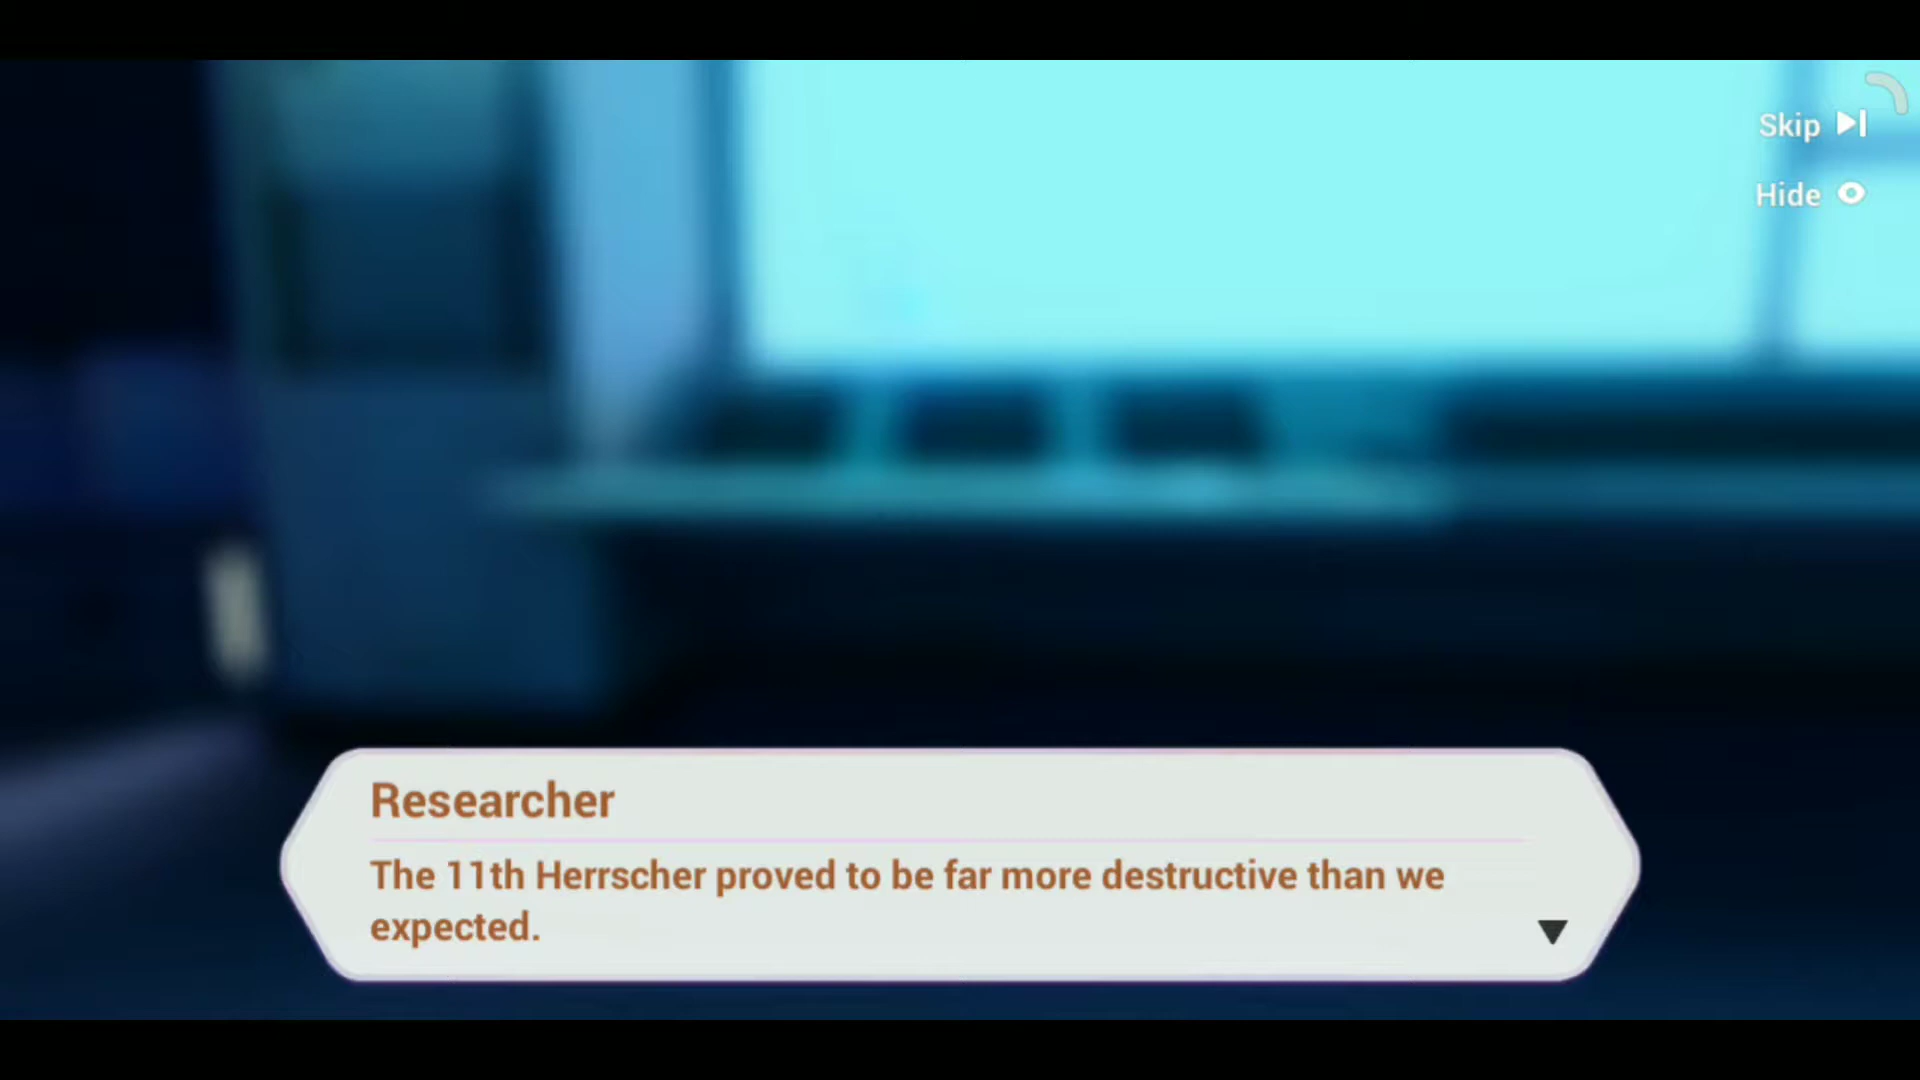 Skip
Hide
Researcher
The 11th Herrscher proved to be far more destructive than we
expected.